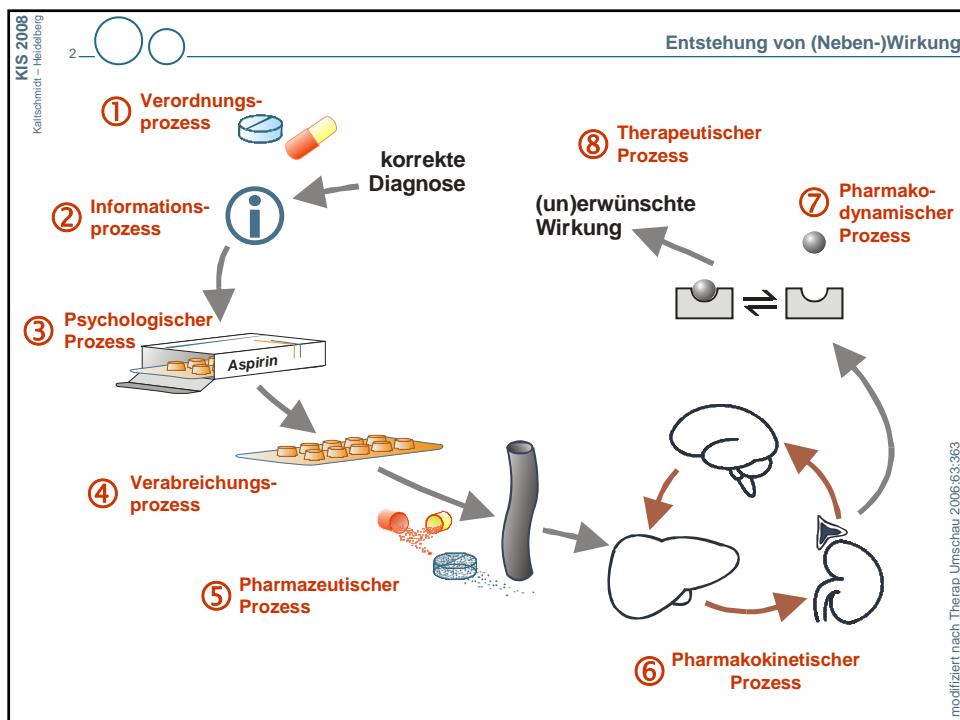 KIS 2008
Kaltschmidt – Heidelberg
2
Entstehung von (Neben-)Wirkung
① Verordnungs-
prozess
korrekte
Diagnose
② Informations-
prozess
i
③ Psychologischer
Prozess
Aspirin
④ Verabreichungs-
prozess
⑤ Pharmazeutischer
Prozess
⑥ Pharmakokinetischer
Prozess
⑦ Pharmako-
dynamischer
Prozess
⑧ Therapeutischer
Prozess
(un)erwünschte
Wirkung
modifiziert nach Therap Umschau 2006:63:363